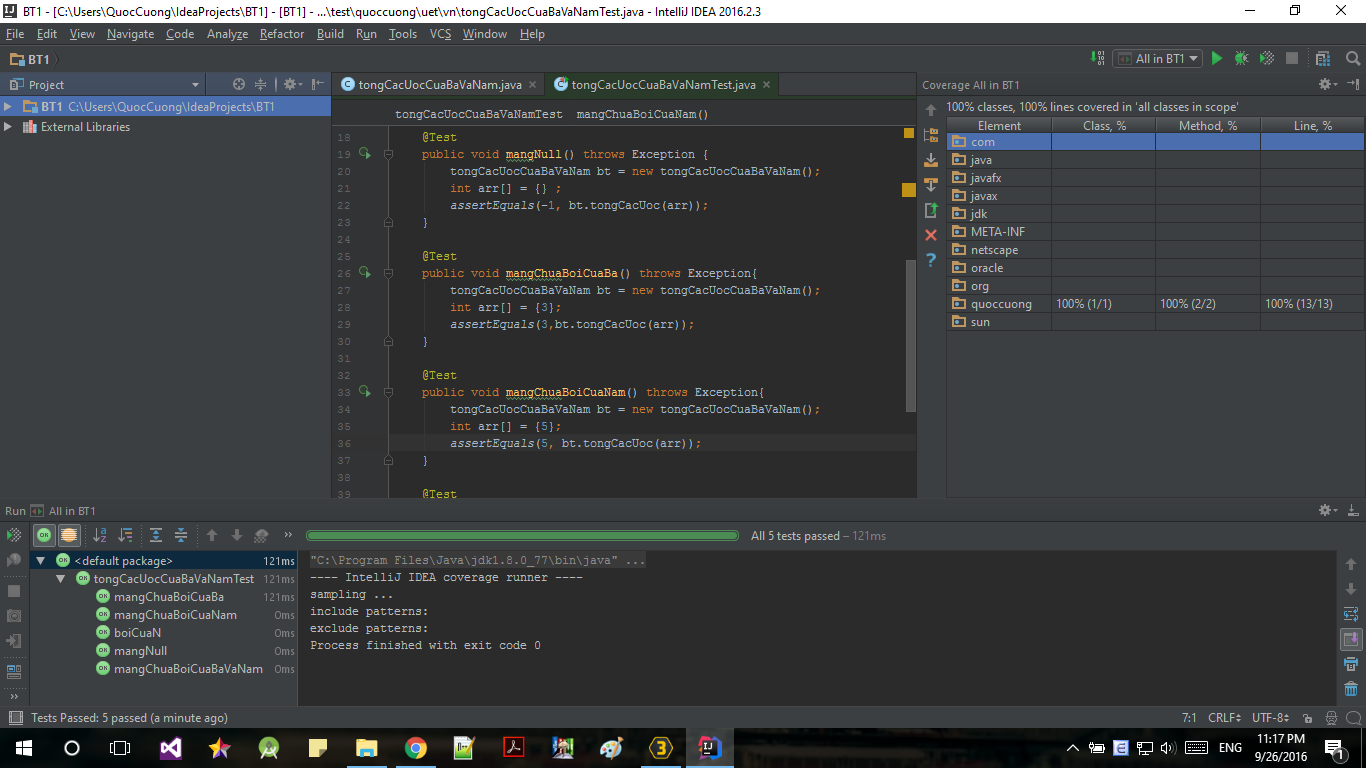 BT1 - [C:\Users\QuocCuong\IdeaProjects\BT1] - [BT1] - ...\test\quoccuong\uet\vn\tongCacUocCuaBaVaNamTest.java - IntelliJ IDEA 2016.2.3
File Edit View Navigate Code Analyze Refactor Build Run Tools VCS Window Help
BT1 All in BT1
Project tongCacUocCuaBaVaNam.java tongCacUocCuaBaVaNamTest.java Coverage All in BT1
BT1 C:\Users\QuocCuong\IdeaProjects\BT1
External Libraries
tongCacUocCuaBaVaNamTest mangChuaBoiCuaNam()
18 @Test
19 public void mangNull() throws Exception {
20 tongCacUocCuaBaVaNam bt = new tongCacUocCuaBaVaNam();
21 int arr[] = {} ;
22 assertEquals(-1, bt.tongCacUoc(arr));
23 }
24
25 @Test
26 public void mangChuaBoiCuaBa() throws Exception{
27 tongCacUocCuaBaVaNam bt = new tongCacUocCuaBaVaNam();
28 int arr[] = {3};
29 assertEquals(3,bt.tongCacUoc(arr));
30 }
31
32 @Test
33 public void mangChuaBoiCuaNam() throws Exception{
34 tongCacUocCuaBaVaNam bt = new tongCacUocCuaBaVaNam();
35 int arr[] = {5};
36 assertEquals(5, bt.tongCacUoc(arr));
37 }
38
39 @Test
100% classes, 100% lines covered in 'all classes in scope'
Element Class, % Method, % Line, %
com
java
javafx
javax
jdk
META-INF
netscape
oracle
org
quoccuong 100% (1/1) 100% (2/2) 100% (13/13)
sun
Run All in BT1
All 5 tests passed – 121ms
<default package> 121ms
tongCacUocCuaBaVaNamTest 121ms
mangChuaBoiCuaBa 121ms
mangChuaBoiCuaNam 0ms
boiCuaN 0ms
mangNull 0ms
mangChuaBoiCuaBaVaNam 0ms
"C:\Program Files\Java\jdk1.8.0_77\bin\java" ...
---- IntelliJ IDEA coverage runner ----
sampling ...
include patterns:
exclude patterns:
Process finished with exit code 0
Tests Passed: 5 passed (a minute ago) 7:1 CRLF UTF-8
ENG 11:17 PM
9/26/2016